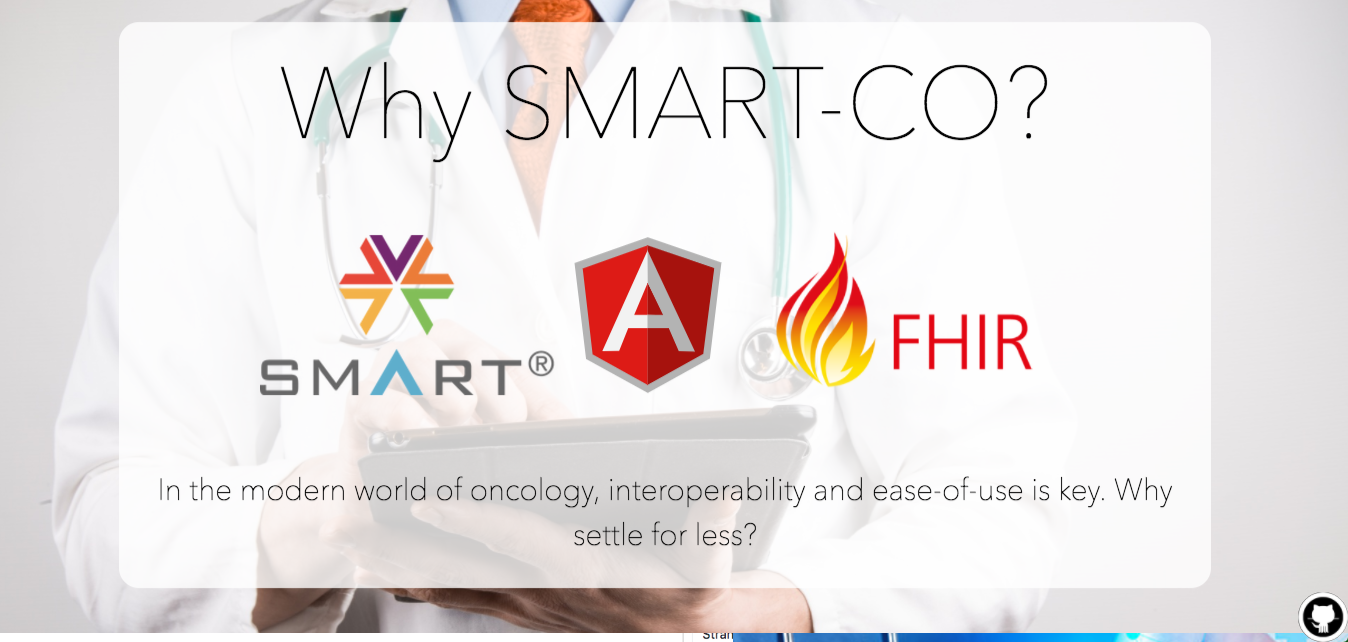 Why SMART-CO?
SMART®
A
FHIR
In the modern world of oncology, interoperability and ease-of-use is key. Why
settle for less?